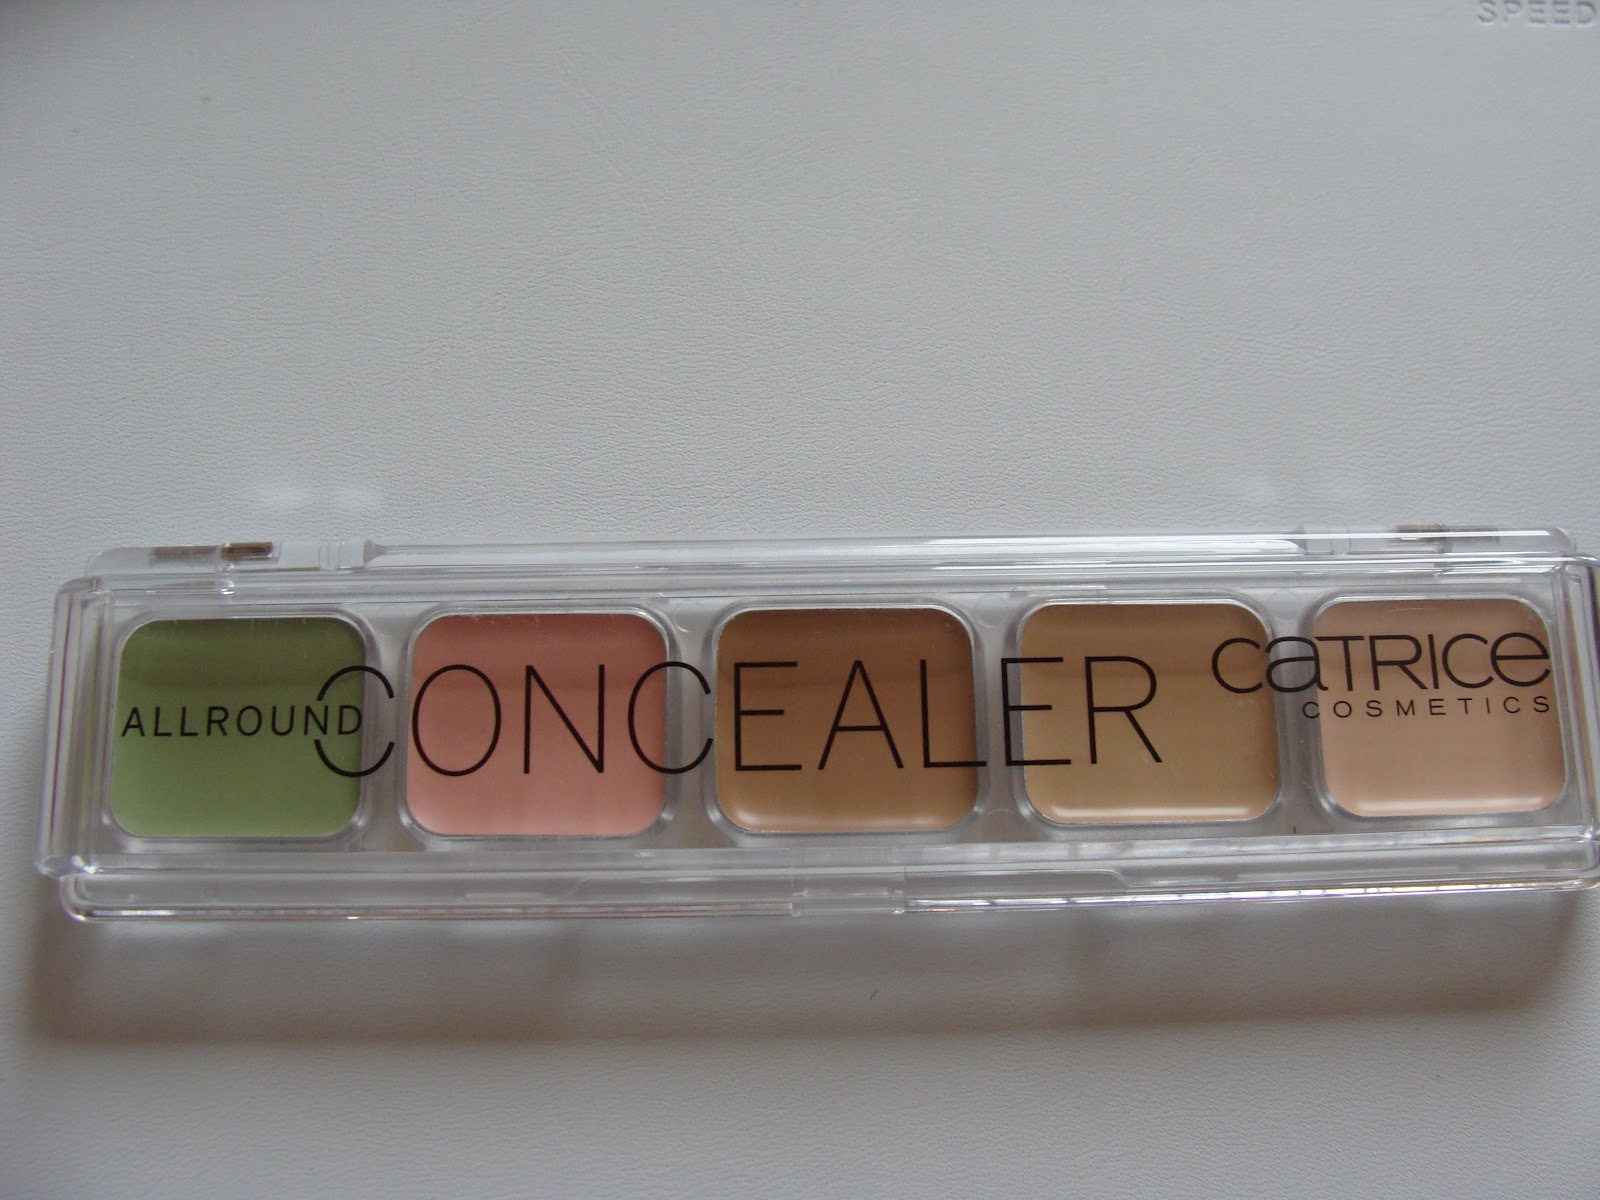 SPEED
ALLROUND CONCEALER
CATRICE
COSMETICS